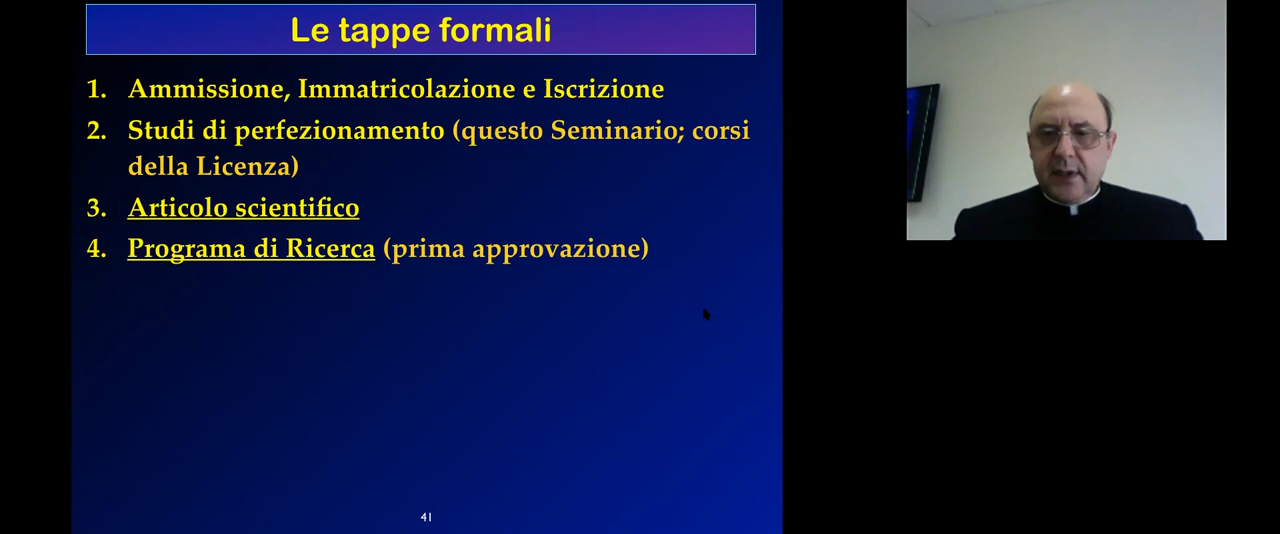 Le tappe formali
1. Ammissione, Immatricolazione e Iscrizione
2. Studi di perfezionamento (questo Seminario; corsi
della Licenza)
3. Articolo scientifico
4. Programa di Ricerca (prima approvazione)
41